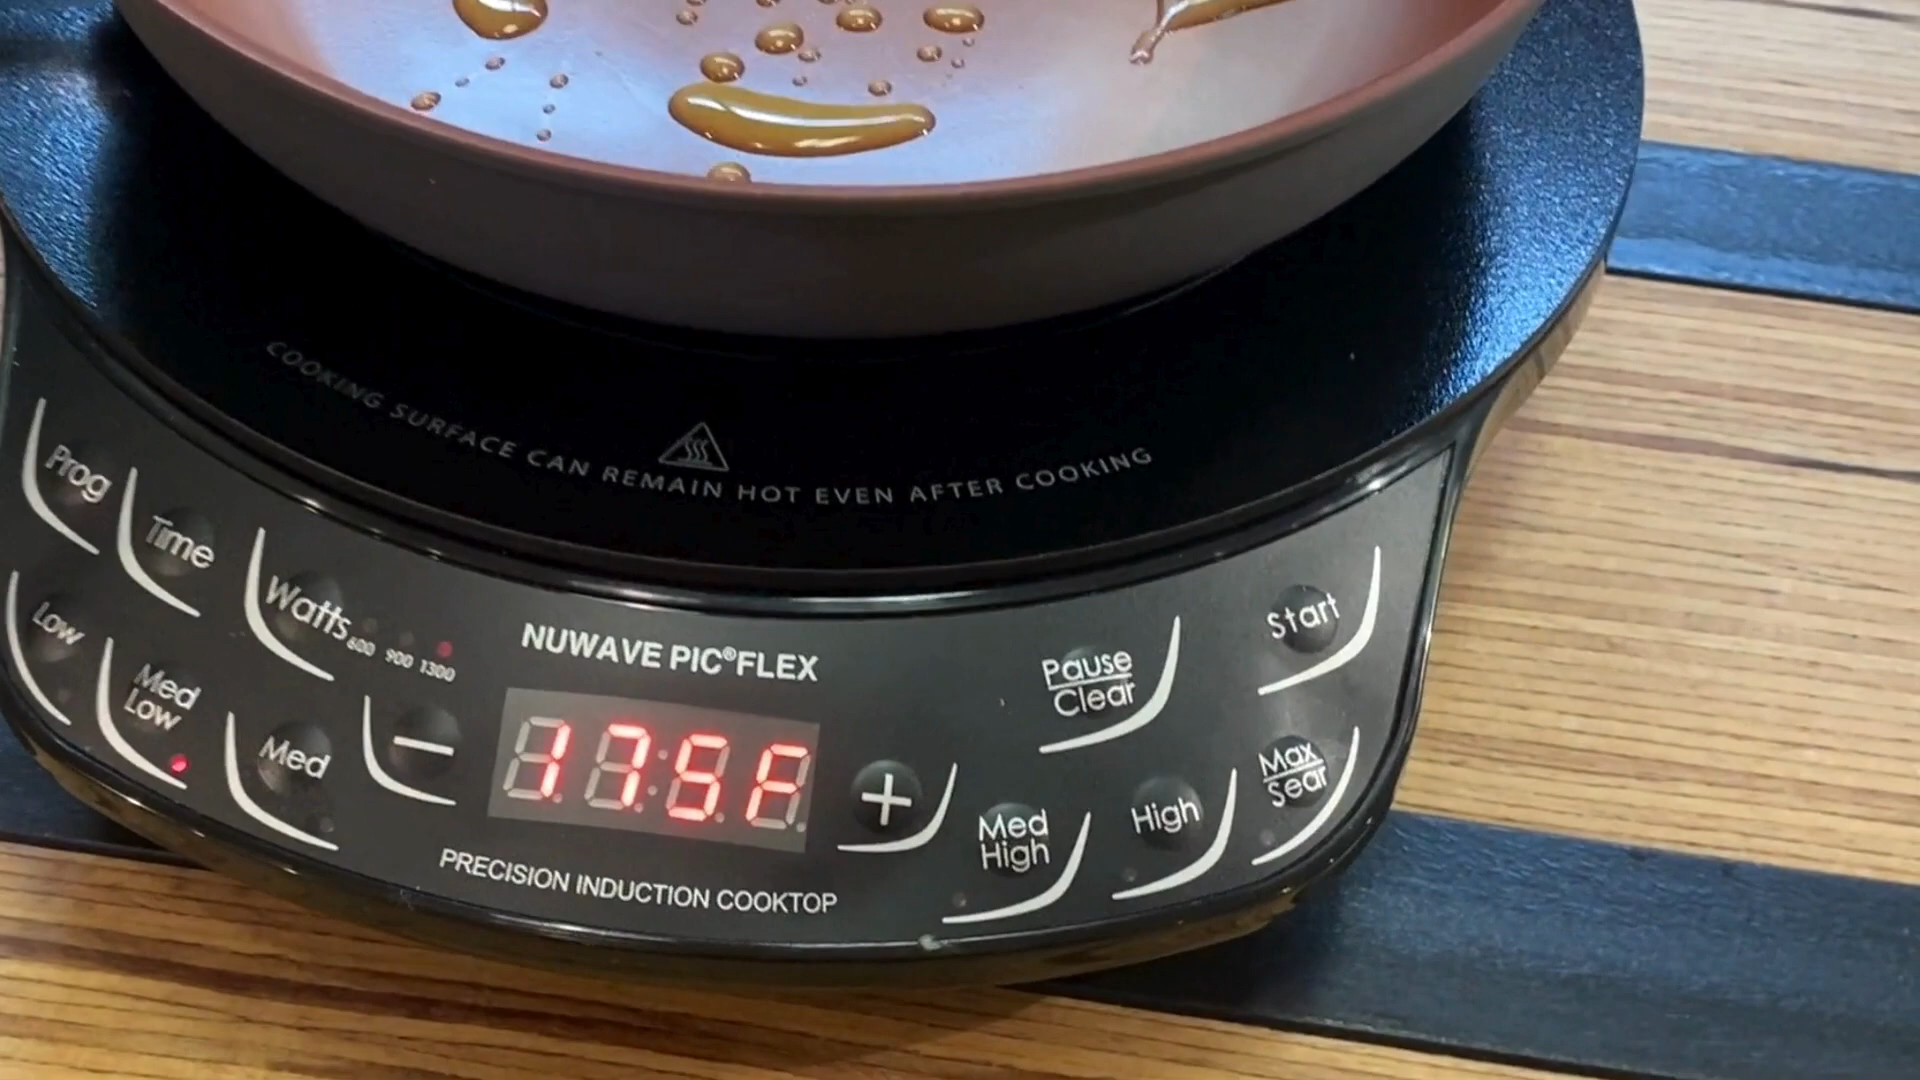 COOKING SURFACE CAN REMAIN HOT EVEN AFTER COOKING
Prog
Time
Watts
600 900 1300
Low
Med
Low
Med
−
NUWAVE PIC®FLEX
175F
PRECISION INDUCTION COOKTOP
+
Pause
Clear
Start
Med
High
High
Max
Sear